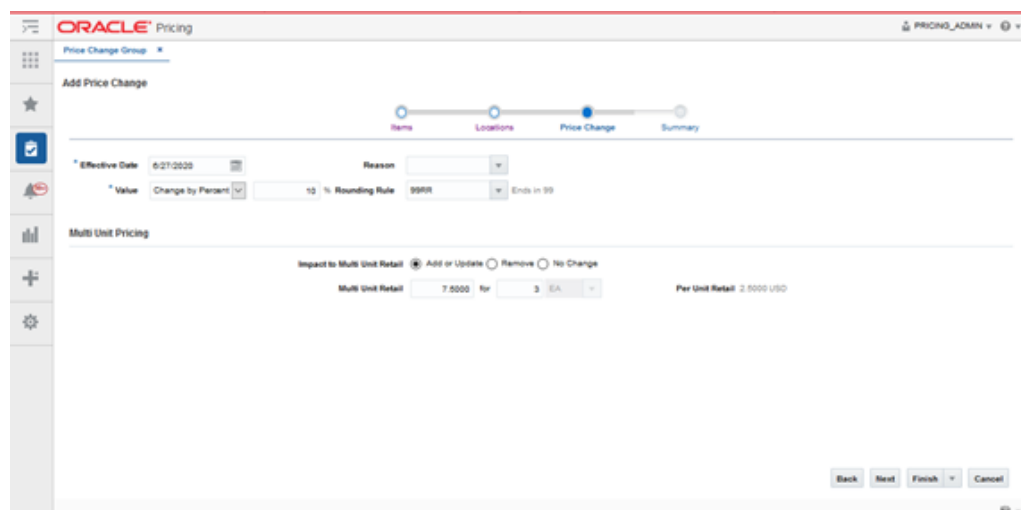 ORACLE Pricing
PRICING_ADMIN
Price Change Group ×
Add Price Change
Items Locations Price Change Summary
* Effective Date 6/27/2020 Reason
* Value Change by Percent 10 % Rounding Rule 99RR Ends in 99
Multi Unit Pricing
Impact to Multi Unit Retail Add or Update Remove No Change
Multi Unit Retail 7.5000 for 3 EA Per Unit Retail 2.5000 USD
Back Next Finish Cancel